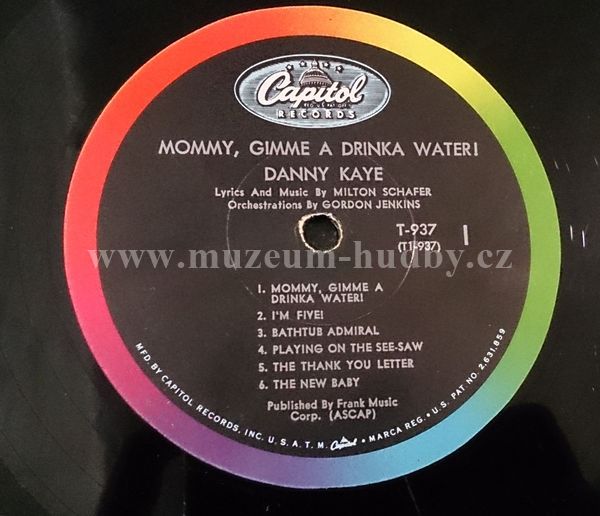 Capitol
RECORDS
MOMMY, GIMME A DRINKA WATER!
DANNY KAYE
Lyrics And Music By MILTON SCHAFER
Orchestrations By GORDON JENKINS
T-937 1
(T1-937)
www.muzeum-hudby.cz
1. MOMMY, GIMME A
DRINKA WATER!
2. I'M FIVE!
3. BATHTUB ADMIRAL
4. PLAYING ON THE SEE-SAW
5. THE THANK YOU LETTER
6. THE NEW BABY
Published By Frank Music
Corp. (ASCAP)
MFD. BY CAPITOL RECORDS, INC. U. S. A. T. M. Capitol • MARCA REG. • U. S. PAT. NO. 2,631,859